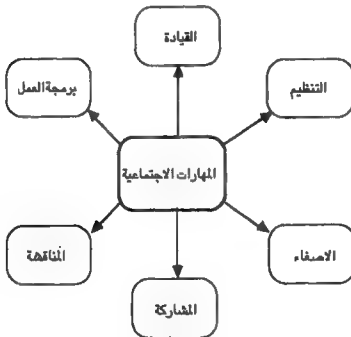 القيادة
التنظيم
برمجة العمل
المهارات الاجتماعية
الاصغاء
المناقشة
المشاركة